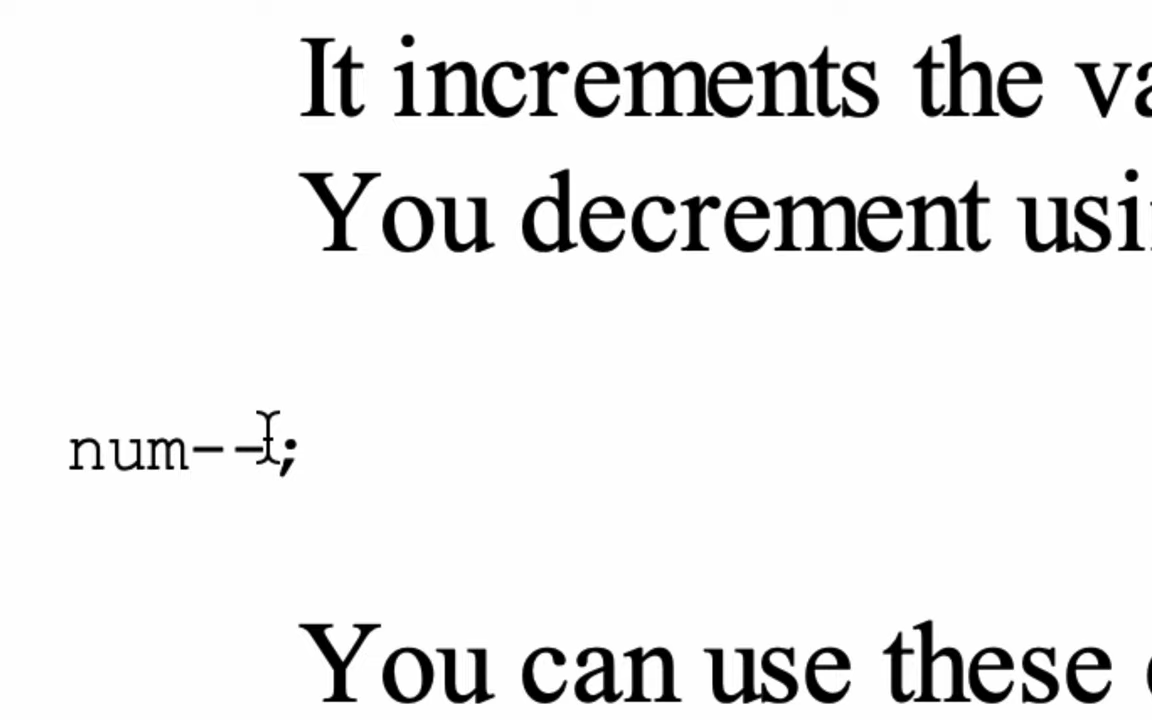 It increments the va
You decrement usi
num--;
You can use these